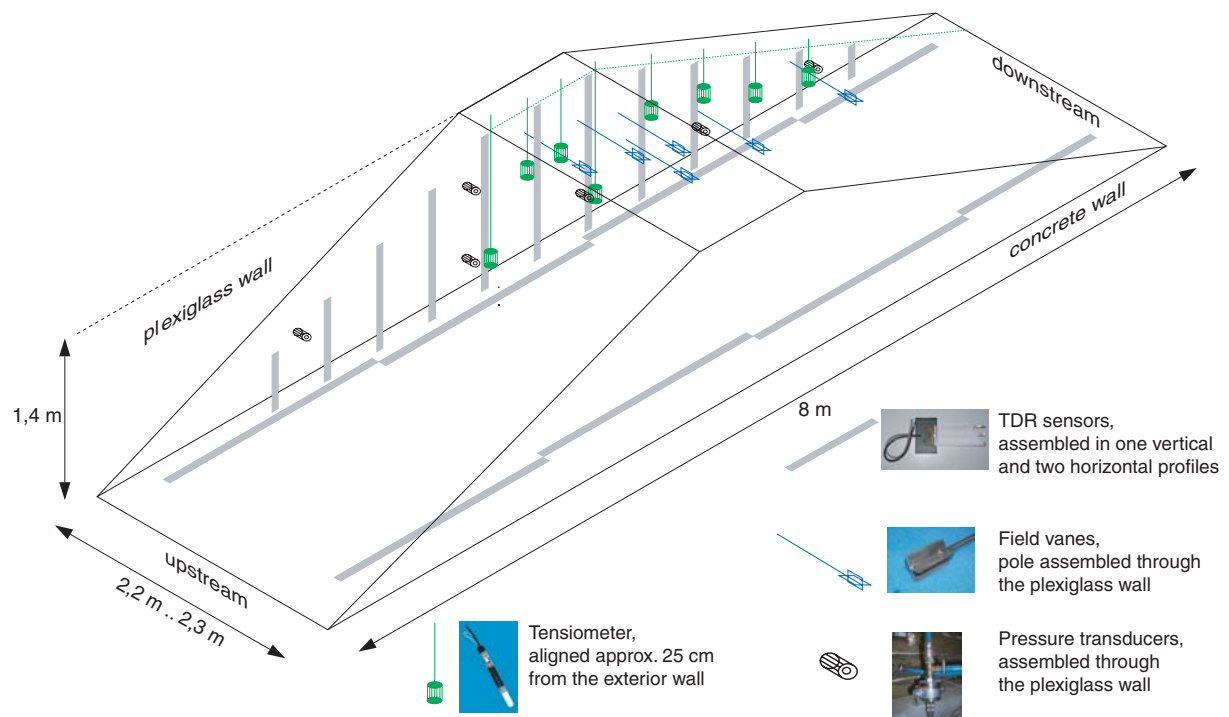 downstream
plexiglass wall
concrete wall
1,4 m
8 m
upstream
2,2 m .. 2,3 m
TDR sensors,
assembled in one vertical
and two horizontal profiles
Field vanes,
pole assembled through
the plexiglass wall
Tensiometer,
aligned approx. 25 cm
from the exterior wall
Pressure transducers,
assembled through
the plexiglass wall